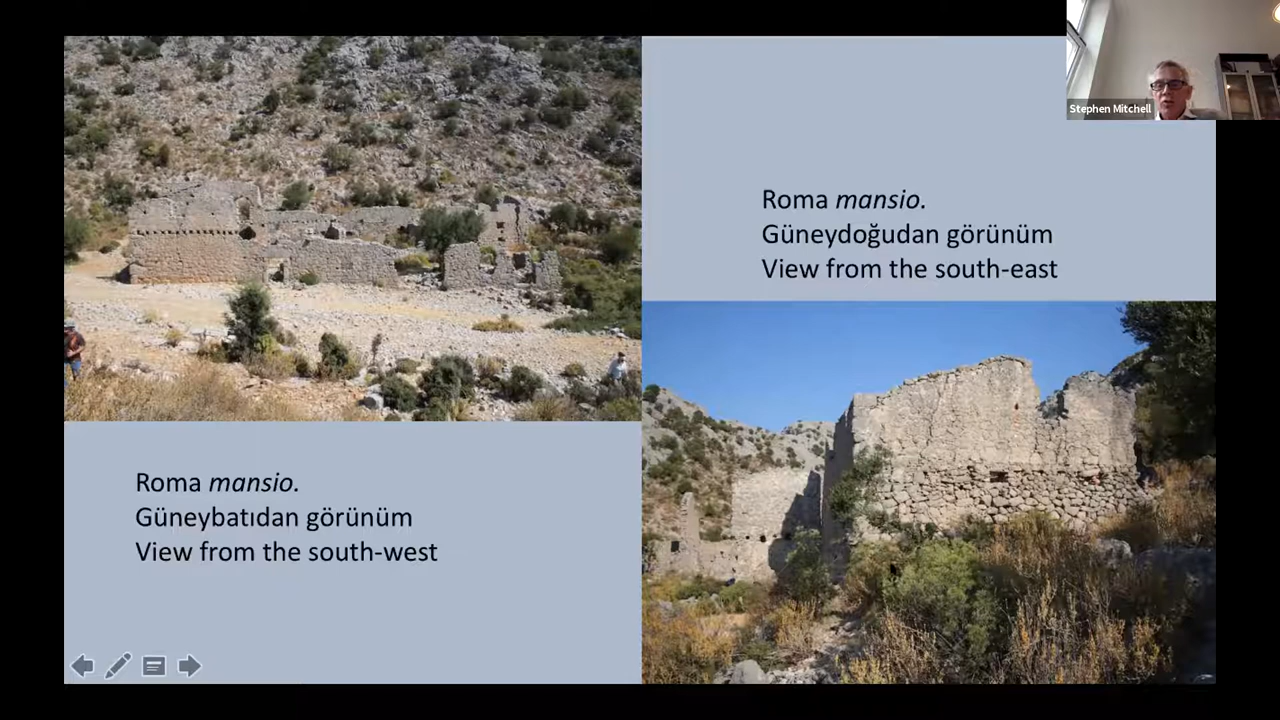 Stephen Mitchell
Roma mansio.
Güneydoğudan görünüm
View from the south-east
Roma mansio.
Güneybatıdan görünüm
View from the south-west